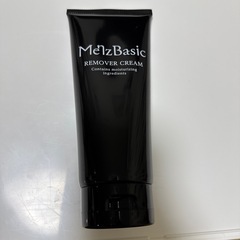 MenzBasic
REMOVER CREAM
Contains moisturizing
Ingredients